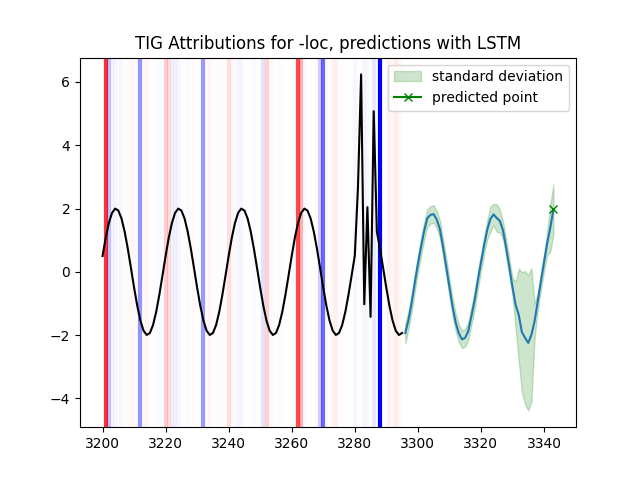 TIG Attributions for -loc, predictions with LSTM
standard deviation
predicted point
6
4
2
0
−2
−4
3200 3220 3240 3260 3280 3300 3320 3340